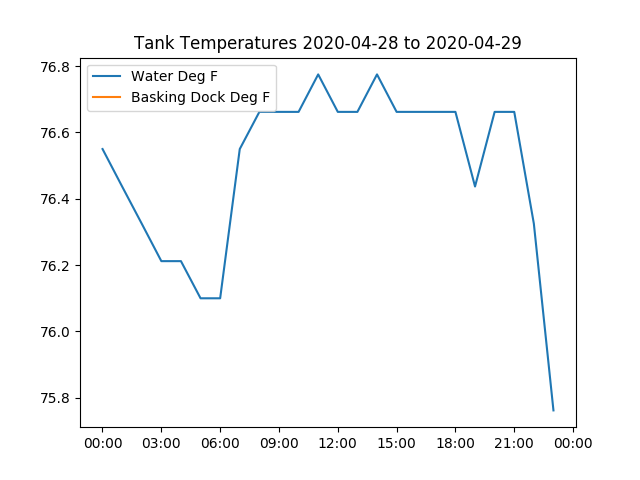 Tank Temperatures 2020-04-28 to 2020-04-29
Water Deg F
Basking Dock Deg F
76.8
76.6
76.4
76.2
76.0
75.8
00:00 03:00 06:00 09:00 12:00 15:00 18:00 21:00 00:00